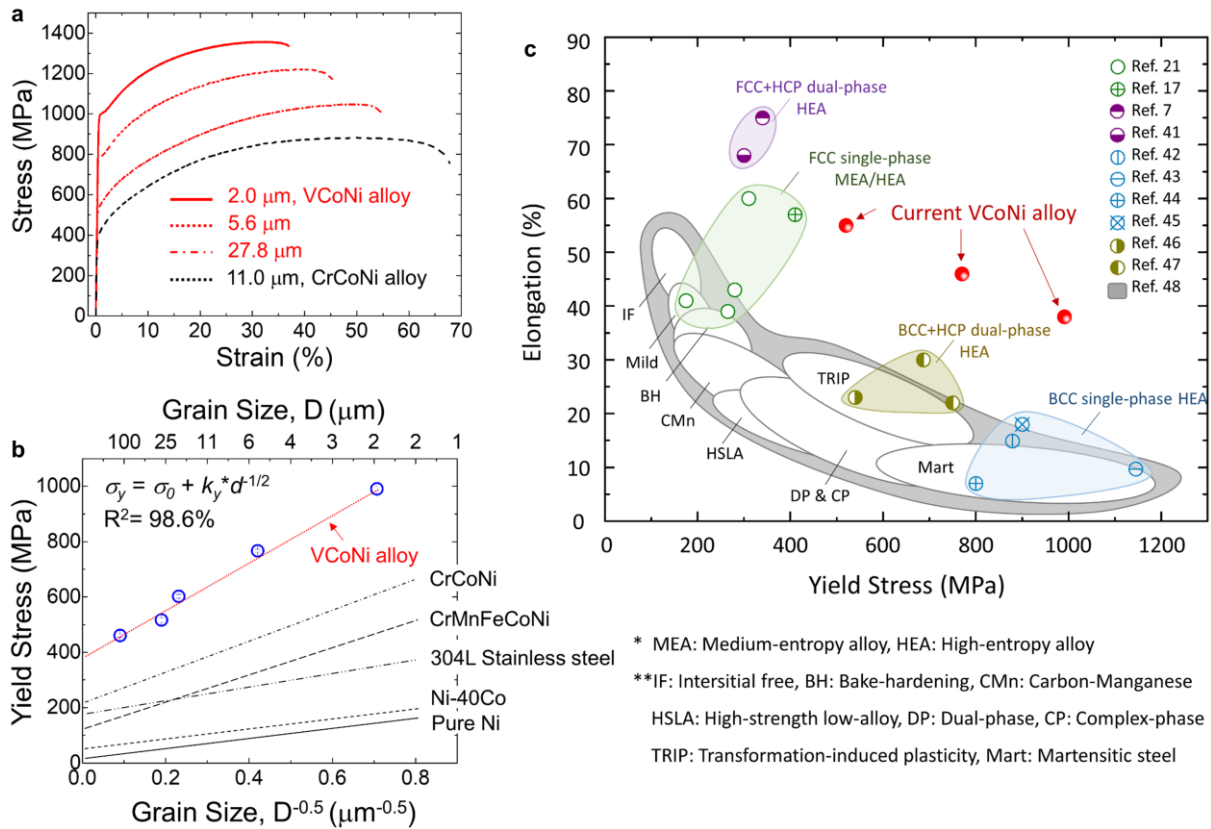 a
1400
1200
1000
800
600
400
200
0
Stress (MPa)
2.0 μm, VCoNi alloy
5.6 μm
27.8 μm
11.0 μm, CrCoNi alloy
0 10 20 30 40 50 60 70
Strain (%)
Grain Size, D (μm)
100 25 11 6 4 3 2 2 1
b
1000
800
600
400
200
0
Yield Stress (MPa)
σy = σ0 + ky*d-1/2
R2= 98.6%
VCoNi alloy
CrCoNi
CrMnFeCoNi
304L Stainless steel
Ni-40Co
Pure Ni
0.0 0.2 0.4 0.6 0.8
Grain Size, D-0.5 (μm-0.5)
c
90
80
70
60
50
40
30
20
10
0
Elongation (%)
FCC+HCP dual-phase
HEA
FCC single-phase
MEA/HEA
Current VCoNi alloy
BCC+HCP dual-phase
HEA
BCC single-phase HEA
IF
Mild
BH
CMn
HSLA
DP & CP
TRIP
Mart
Ref. 21
Ref. 17
Ref. 7
Ref. 41
Ref. 42
Ref. 43
Ref. 44
Ref. 45
Ref. 46
Ref. 47
Ref. 48
0 200 400 600 800 1000 1200
Yield Stress (MPa)
* MEA: Medium-entropy alloy, HEA: High-entropy alloy
**IF: Intersitial free, BH: Bake-hardening, CMn: Carbon-Manganese
HSLA: High-strength low-alloy, DP: Dual-phase, CP: Complex-phase
TRIP: Transformation-induced plasticity, Mart: Martensitic steel